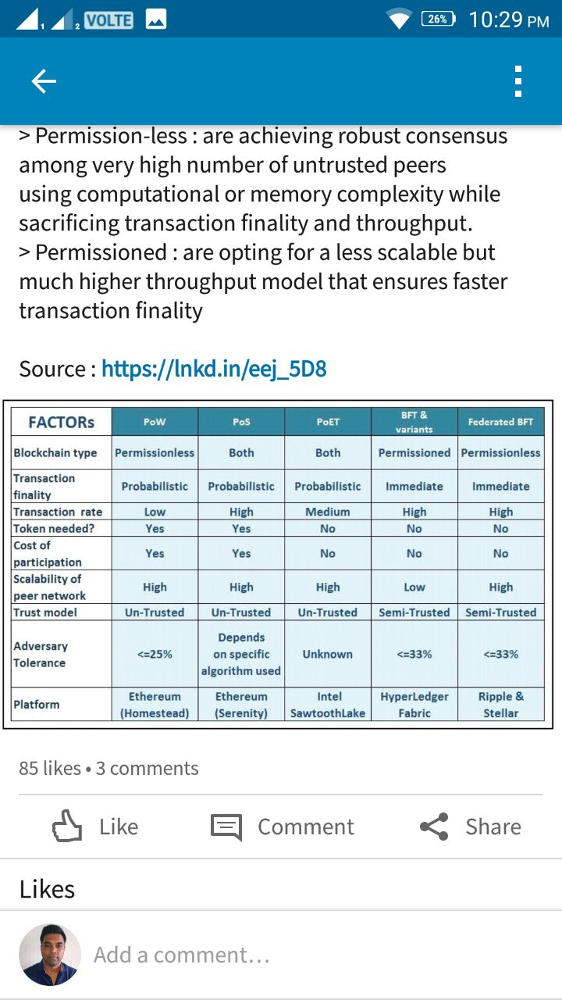 1 2 VOLTE 26% 10:29 PM
> Permission-less : are achieving robust consensus
among very high number of untrusted peers
using computational or memory complexity while
sacrificing transaction finality and throughput.
> Permissioned : are opting for a less scalable but
much higher throughput model that ensures faster
transaction finality
Source : https://lnkd.in/eej_5D8
FACTORs PoW PoS PoET BFT & variants Federated BFT
Blockchain type Permissionless Both Both Permissioned Permissionless
Transaction finality Probabilistic Probabilistic Probabilistic Immediate Immediate
Transaction rate Low High Medium High High
Token needed? Yes Yes No No No
Cost of participation Yes Yes No No No
Scalability of peer network High High High Low High
Trust model Un-Trusted Un-Trusted Un-Trusted Semi-Trusted Semi-Trusted
Adversary Tolerance <=25% Depends on specific algorithm used Unknown <=33% <=33%
Platform Ethereum (Homestead) Ethereum (Serenity) Intel SawtoothLake HyperLedger Fabric Ripple & Stellar
85 likes • 3 comments
Like Comment Share
Likes
Add a comment...